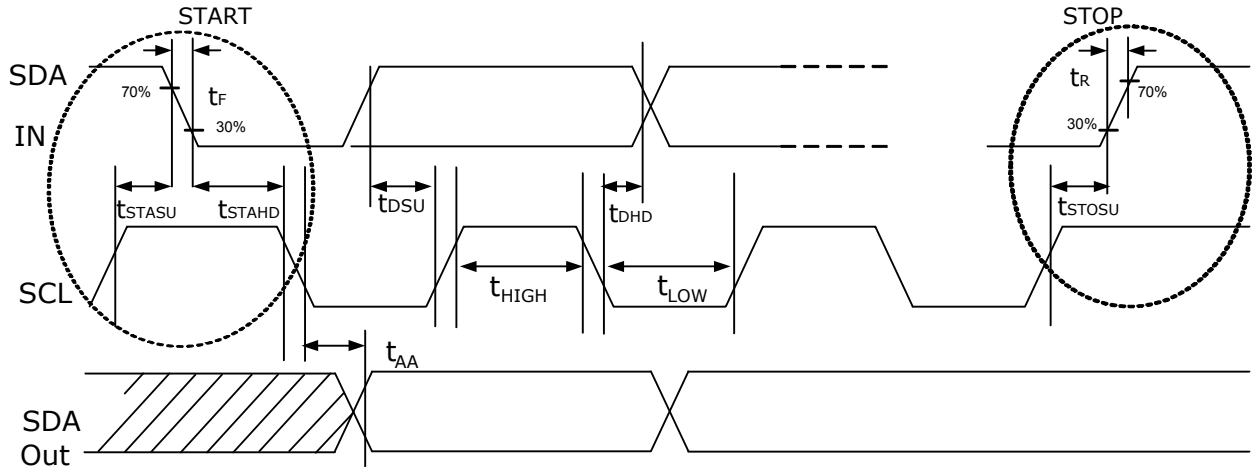 START
STOP
SDA
IN
70%
tF
30%
tR
70%
30%
tSTASU
tSTAHD
tDSU
tDHD
tSTOSU
SCL
tHIGH
tLOW
tAA
SDA
Out